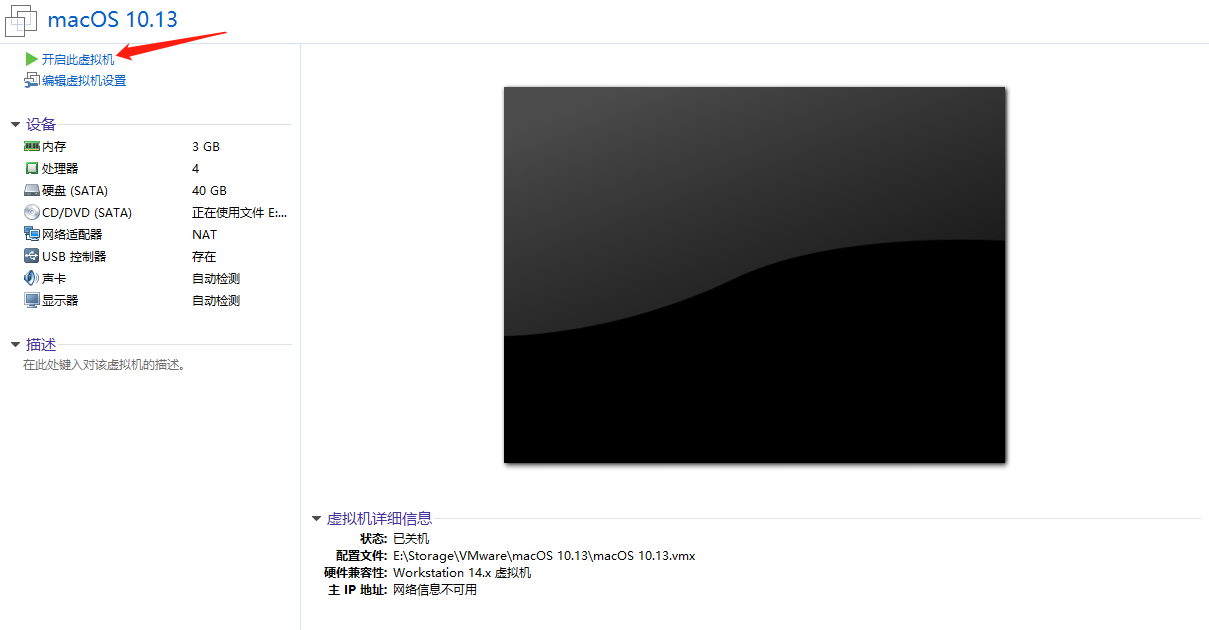 macOS 10.13
开启此虚拟机
编辑虚拟机设置
设备
内存 3 GB
处理器 4
硬盘 (SATA) 40 GB
CD/DVD (SATA) 正在使用文件 E:...
网络适配器 NAT
USB 控制器 存在
声卡 自动检测
显示器 自动检测
描述
在此处键入对该虚拟机的描述。
虚拟机详细信息
状态: 已关机
配置文件: E:\Storage\VMware\macOS 10.13\macOS 10.13.vmx
硬件兼容性: Workstation 14.x 虚拟机
主 IP 地址: 网络信息不可用